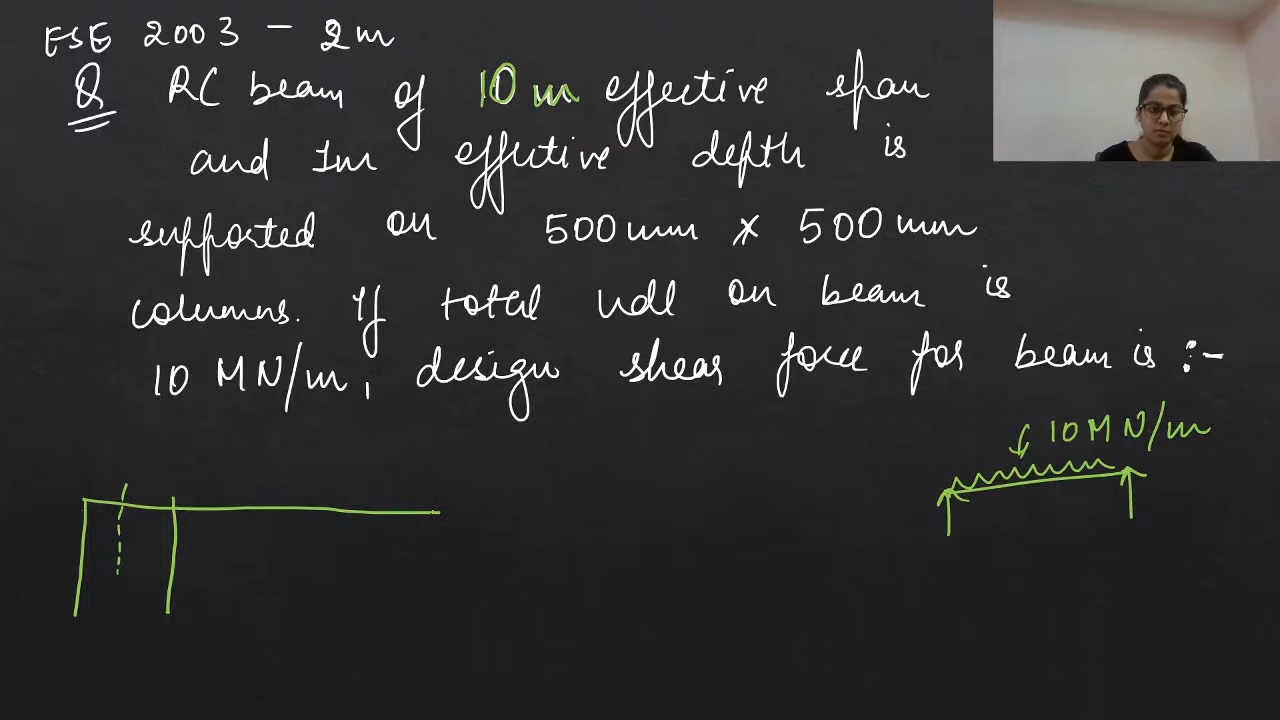 ESE 2003 - 2m
Q RC beam of 10 m effective span
and 1m effective depth is
supported on 500 mm x 500 mm
columns. If total udl on beam is
10 MN/m, design shear force for beam is :-
10 MN/m